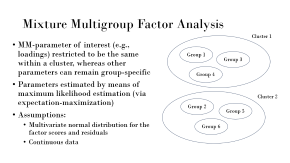 Mixture Multigroup Factor Analysis
• MM-parameter of interest (e.g.,
loadings) restricted to be the same
within a cluster, whereas other
parameters can remain group-specific
• Parameters estimated by means of
maximum likelihood estimation (via
expectation-maximization)
• Assumptions:
• Multivariate normal distribution for the
factor scores and residuals
• Continuous data
Cluster 1
Group 1
Group 3
Group 4
Cluster 2
Group 2
Group 5
Group 6